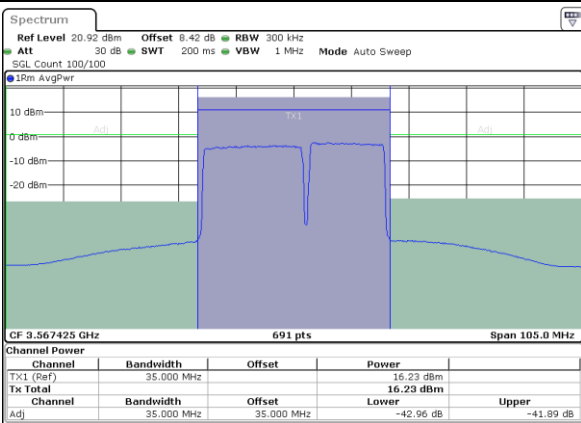 Spectrum
Ref Level 20.92 dBm Offset 8.42 dB RBW 300 kHz
Att 30 dB SWT 200 ms VBW 1 MHz Mode Auto Sweep
SGL Count 100/100
1Rm AvgPwr
10 dBm
TX1
Adj Adj
0 dBm
-10 dBm
-20 dBm
CF 3.567425 GHz 691 pts Span 105.0 MHz
Channel Power
Channel Bandwidth Offset Power
TX1 (Ref) 35.000 MHz 16.23 dBm
Tx Total 16.23 dBm
Channel Bandwidth Offset Lower Upper
Adj 35.000 MHz 35.000 MHz -42.96 dB -41.89 dB